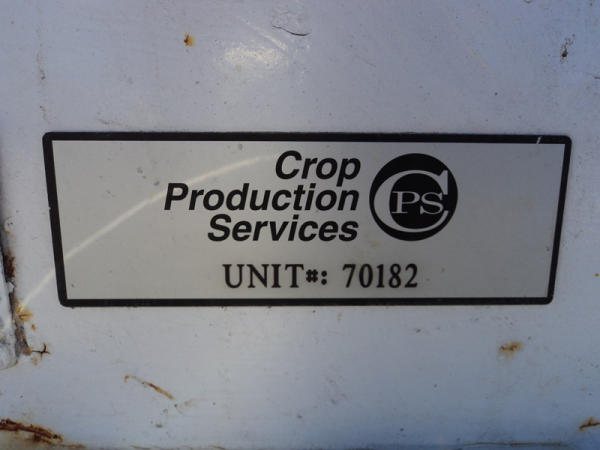 Crop
Production
Services
CPS
UNIT#: 70182